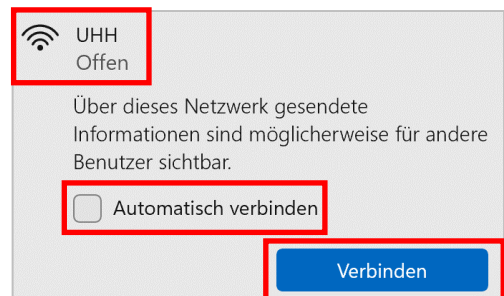 UHH
Offen
Über dieses Netzwerk gesendete
Informationen sind möglicherweise für andere
Benutzer sichtbar.
Automatisch verbinden
Verbinden